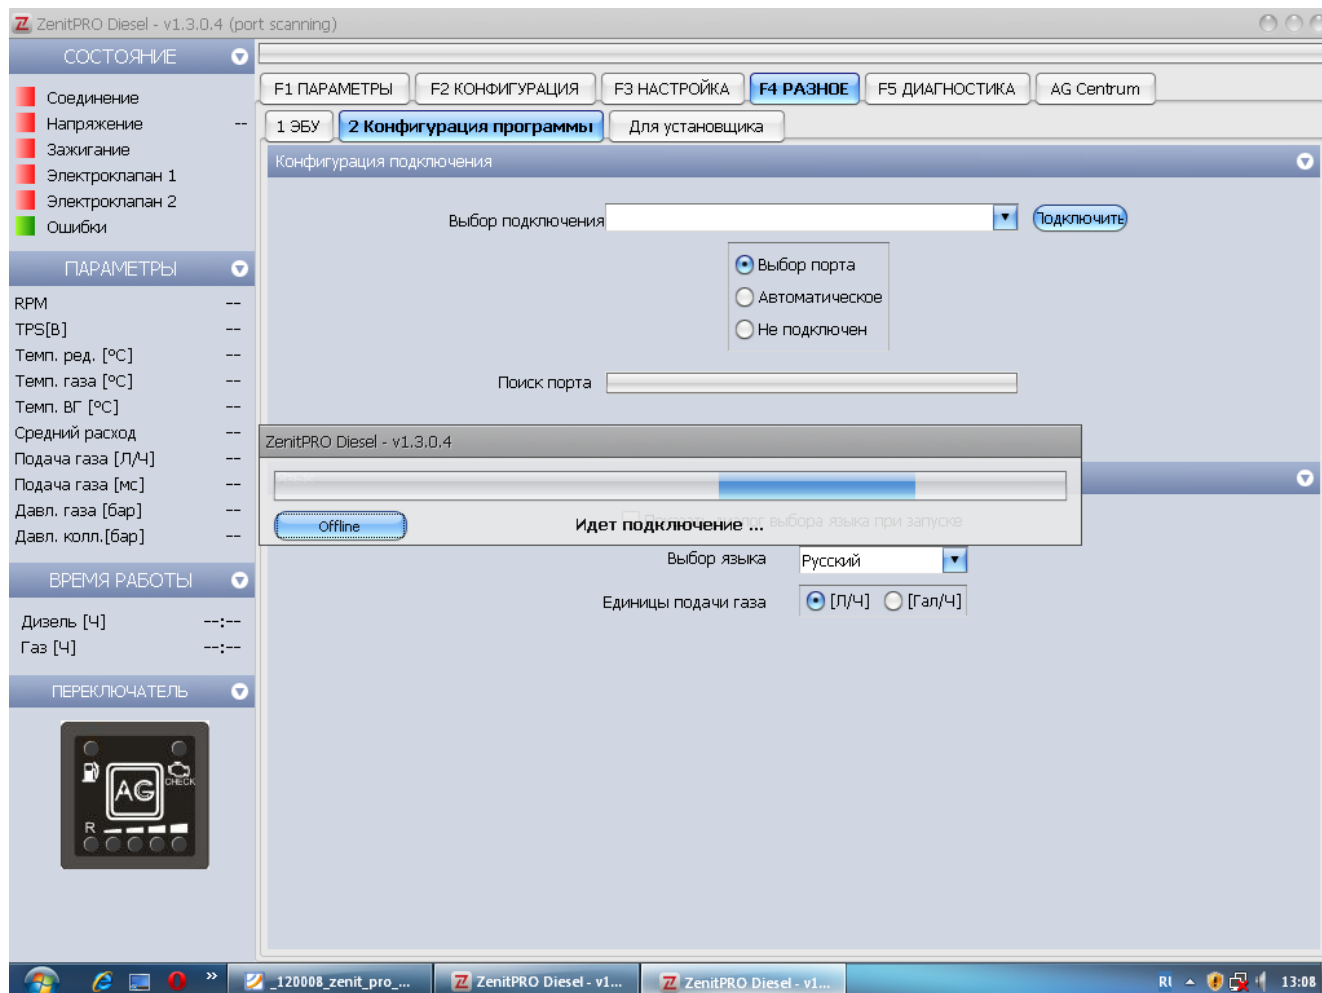 ZenitPRO Diesel - v1.3.0.4 (port scanning)
СОСТОЯНИЕ
Соединение
Напряжение --
Зажигание
Электроклапан 1
Электроклапан 2
Ошибки
ПАРАМЕТРЫ
RPM --
TPS[В] --
Темп. ред. [ºC] --
Темп. газа [ºC] --
Темп. ВГ [ºC] --
Средний расход --
Подача газа [Л/Ч] --
Подача газа [мс] --
Давл. газа [бар] --
Давл. колл.[бар] --
ВРЕМЯ РАБОТЫ
Дизель [Ч] --:--
Газ [Ч] --:--
ПЕРЕКЛЮЧАТЕЛЬ
CHECK
AG
R
F1 ПАРАМЕТРЫ F2 КОНФИГУРАЦИЯ F3 НАСТРОЙКА F4 РАЗНОЕ F5 ДИАГНОСТИКА AG Centrum
1 ЭБУ 2 Конфигурация программы Для установщика
Конфигурация подключения
Выбор подключения Подключить
Выбор порта
Автоматическое
Не подключен
Поиск порта
ZenitPRO Diesel - v1.3.0.4
Offline Идет подключение ... выбора языка при запуске
Выбор языка Русский
Единицы подачи газа [Л/Ч] [Гал/Ч]
_120008_zenit_pro_... ZenitPRO Diesel - v1... ZenitPRO Diesel - v1... 13:08